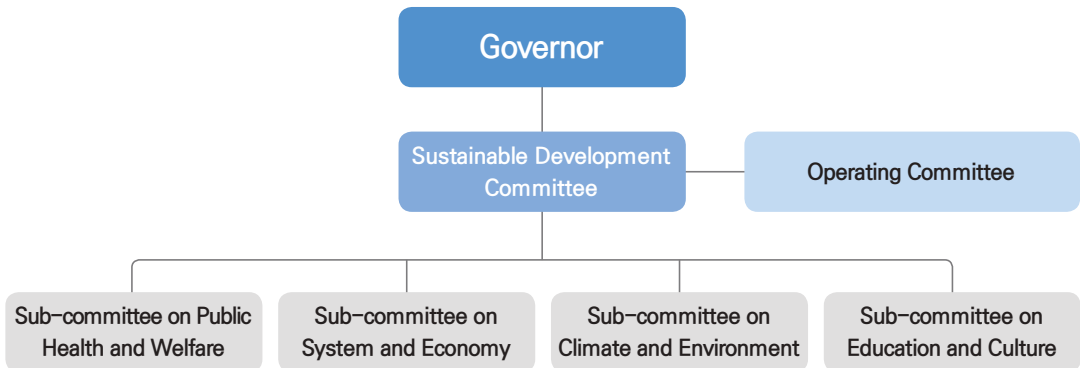 Governor
Sustainable Development
Committee
Operating Committee
Sub-committee on Public
Health and Welfare
Sub-committee on
System and Economy
Sub-committee on
Climate and Environment
Sub-committee on
Education and Culture